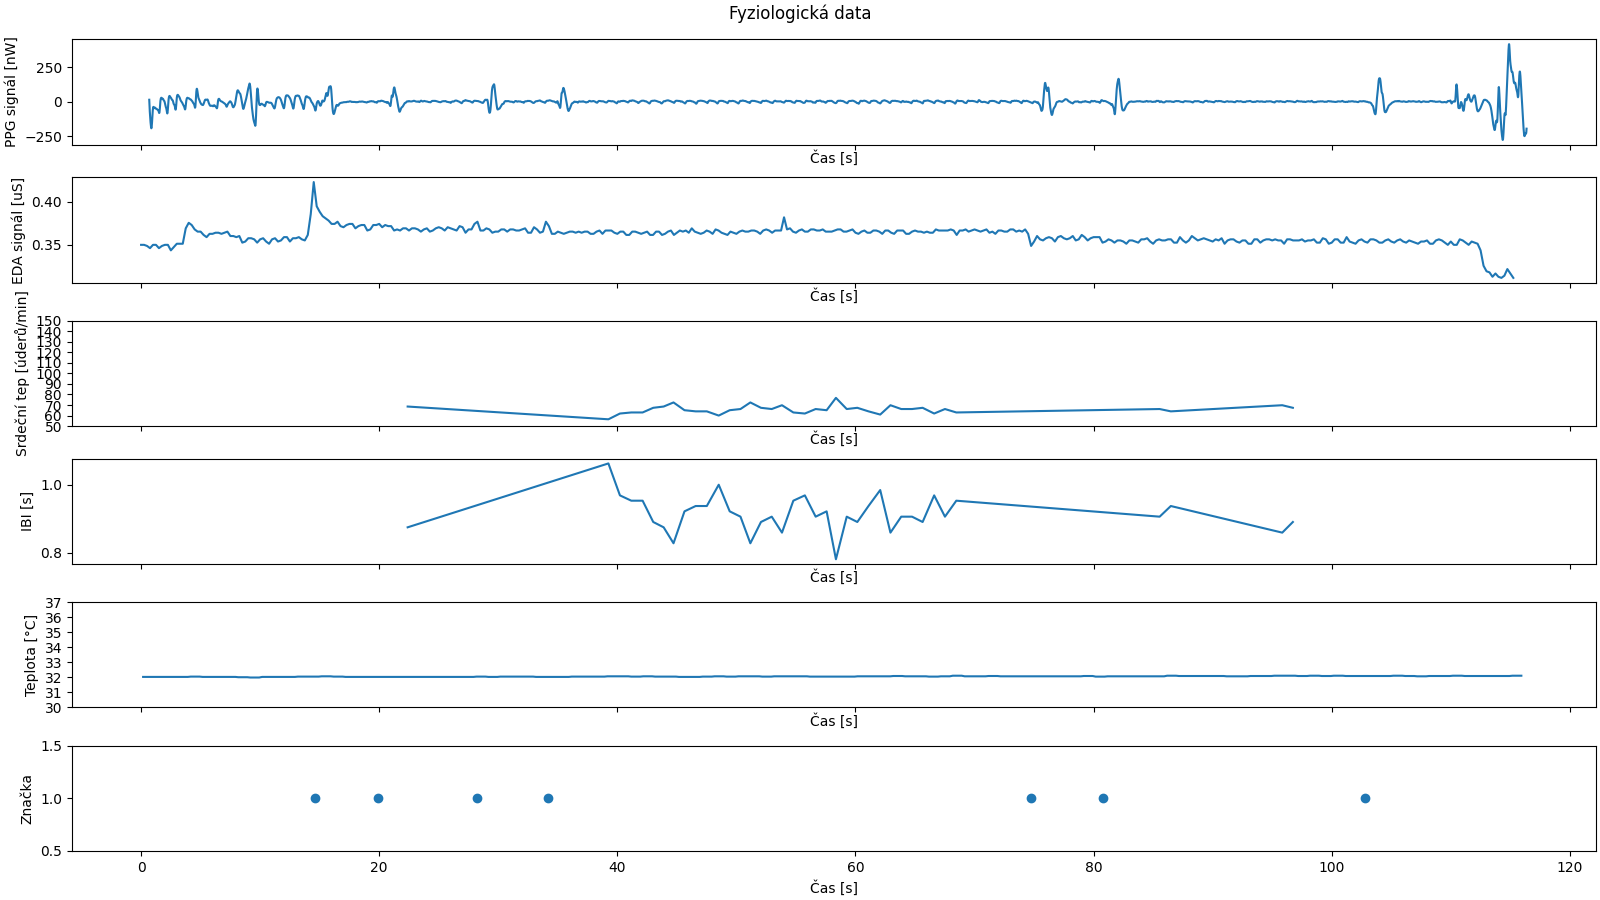 Fyziologická data
PPG signál [nW]
250
0
−250
Čas [s]
EDA signál [uS]
0.40
0.35
Čas [s]
Srdeční tep [úderů/min]
150
140
130
120
110
100
90
80
70
60
50
Čas [s]
IBI [s]
1.0
0.8
Čas [s]
Teplota [°C]
37
36
35
34
33
32
31
30
Čas [s]
Značka
1.5
1.0
0.5
0 20 40 60 80 100 120
Čas [s]